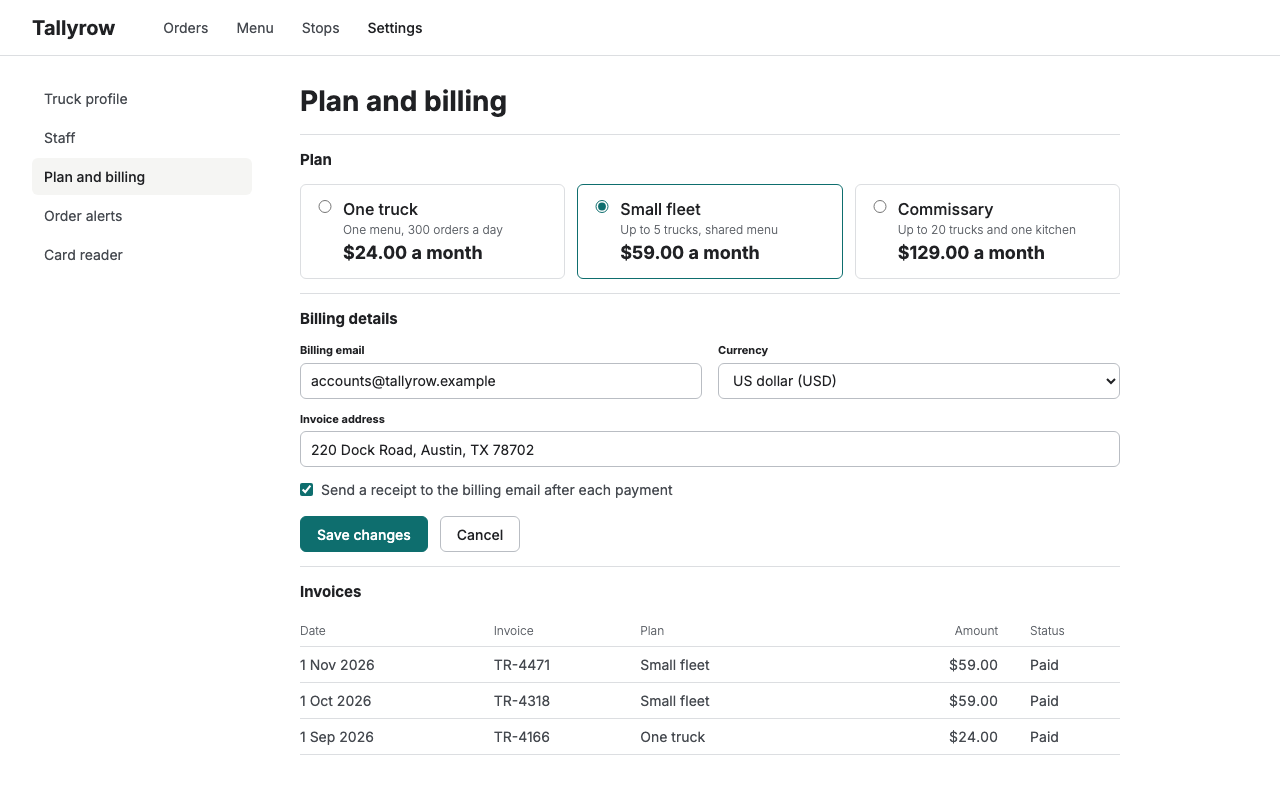 Tallyrow
Orders
Menu
Stops
Settings
Truck profile
Staff
Plan and billing
Order alerts
Card reader
Plan and billing
Plan
One truck
One menu, 300 orders a day
$24.00 a month
Small fleet
Up to 5 trucks, shared menu
$59.00 a month
Commissary
Up to 20 trucks and one kitchen
$129.00 a month
Billing details
Billing email
accounts@tallyrow.example
Currency
US dollar (USD)
Invoice address
220 Dock Road, Austin, TX 78702
Send a receipt to the billing email after each payment
Save changes
Cancel
Invoices
Date Invoice Plan Amount Status
1 Nov 2026 TR-4471 Small fleet $59.00 Paid
1 Oct 2026 TR-4318 Small fleet $59.00 Paid
1 Sep 2026 TR-4166 One truck $24.00 Paid